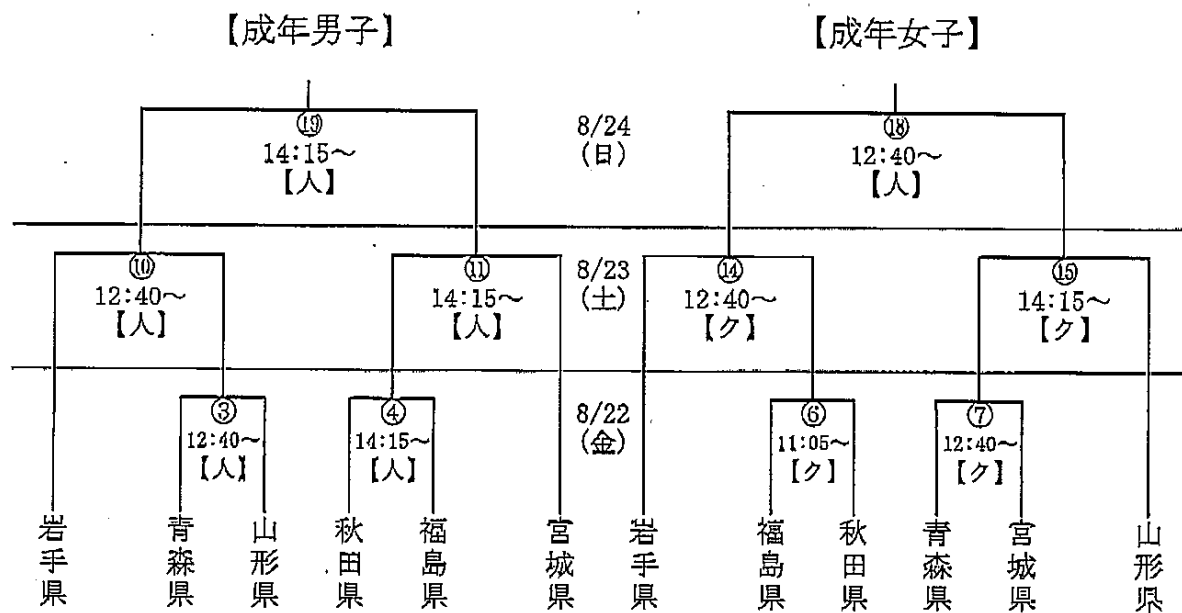 【成年男子】
⑲
14:15～
【人】
⑩
12:40～
【人】
⑪
14:15～
【人】
③
12:40～
【人】
④
14:15～
【人】
岩手県
青森県
山形県
秋田県
福島県
宮城県
8/24
(日)
8/23
(土)
8/22
(金)
【成年女子】
⑱
12:40～
【人】
⑭
12:40～
【ク】
⑮
14:15～
【ク】
⑥
11:05～
【ク】
⑦
12:40～
【ク】
岩手県
福島県
秋田県
青森県
宮城県
山形県